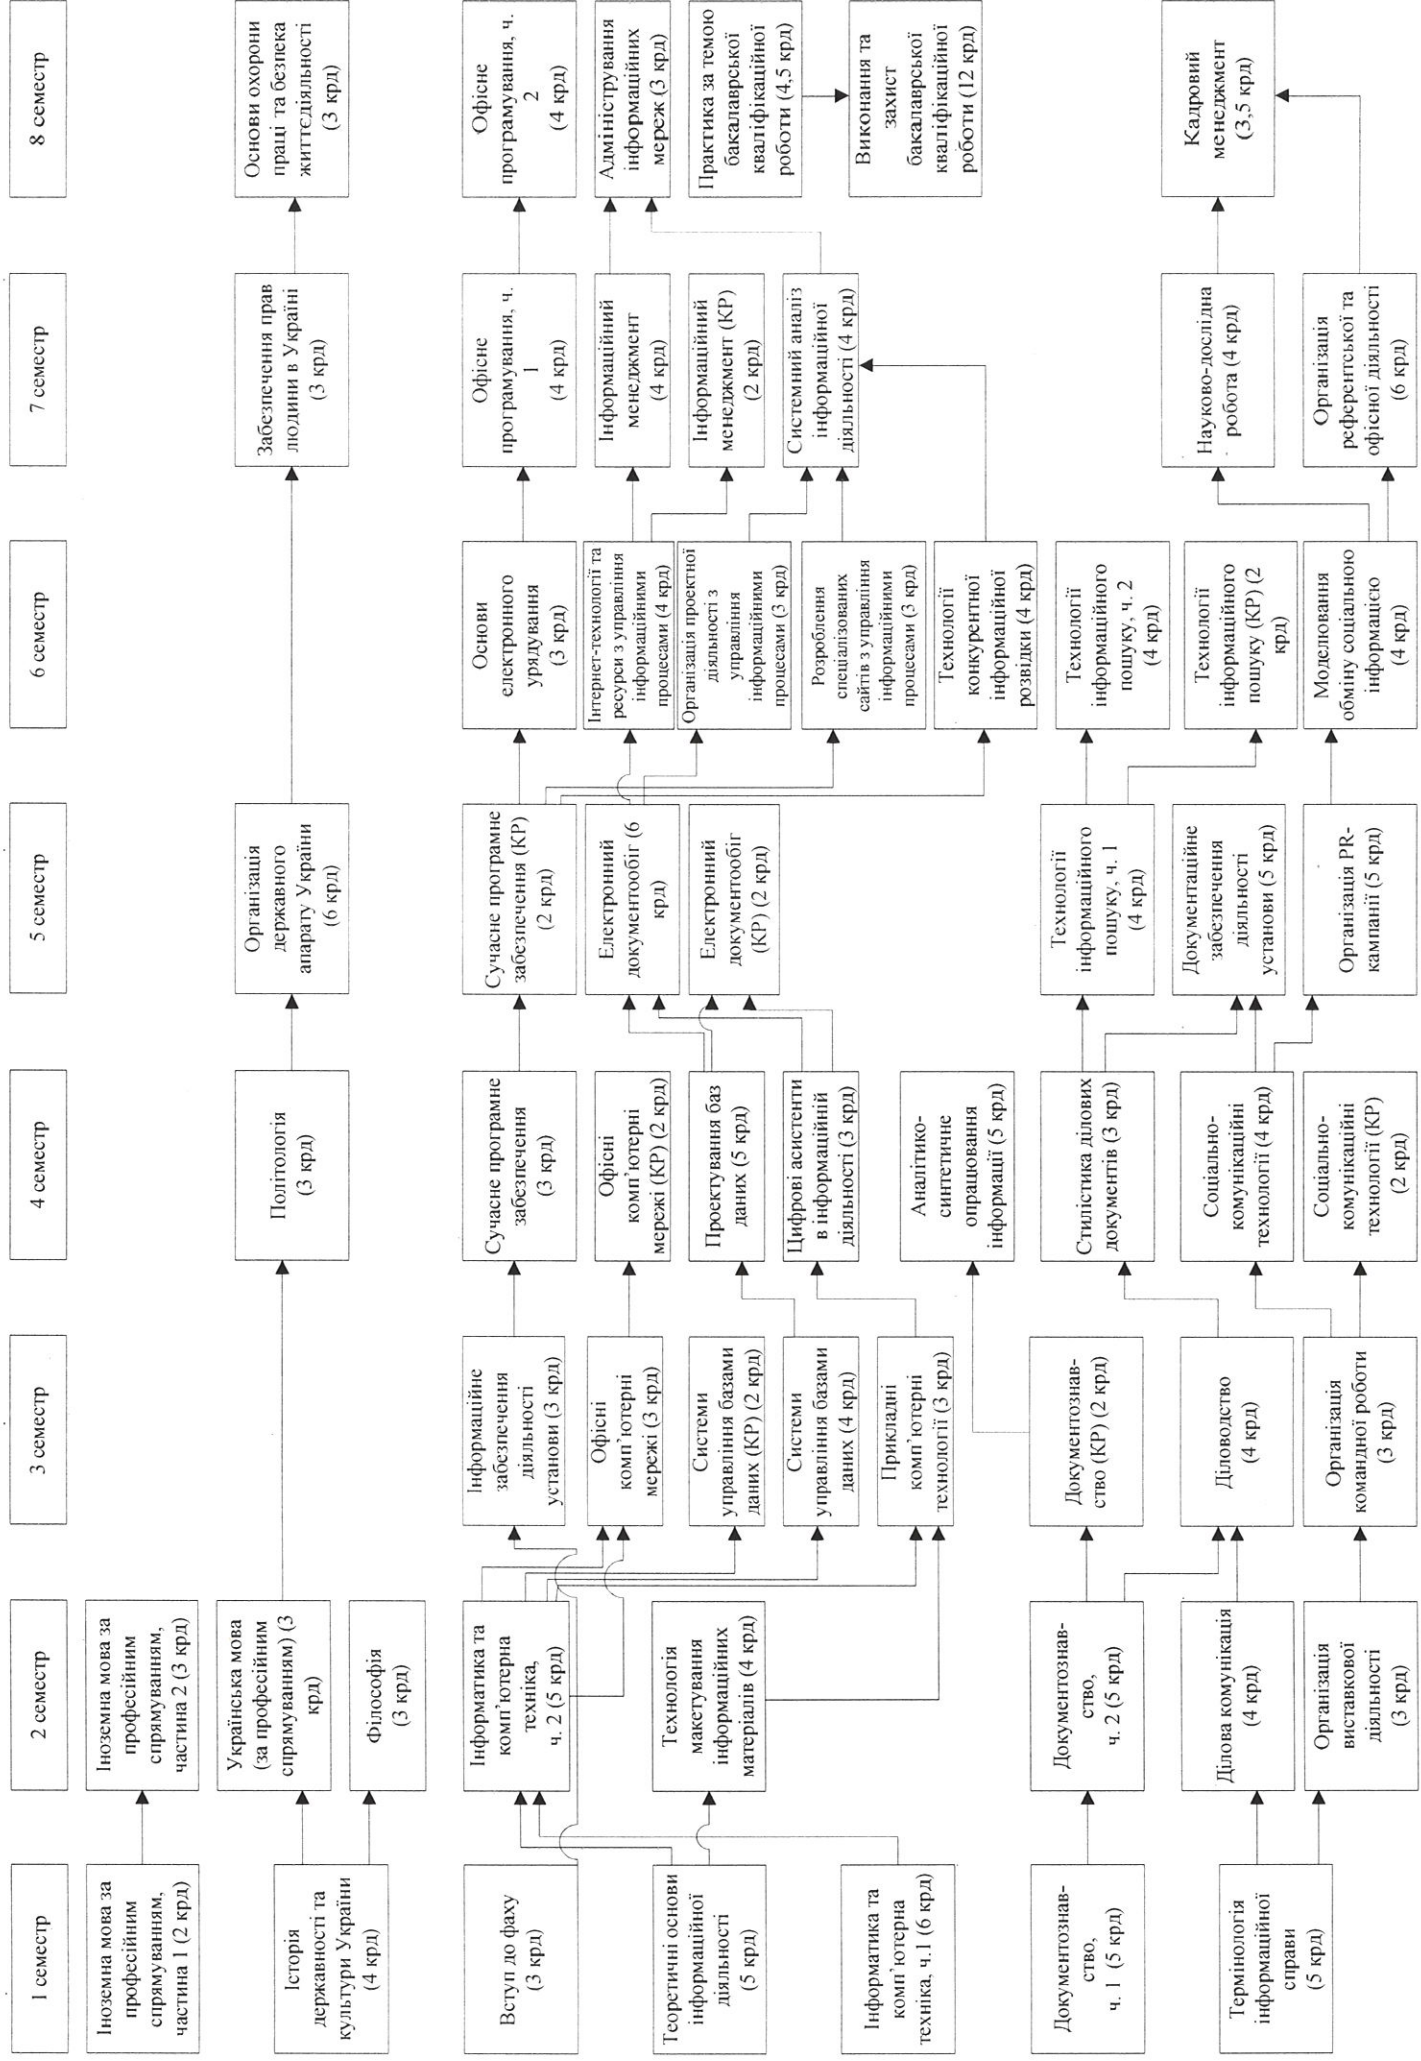 1 семестр
2 семестр
3 семестр
4 семестр
5 семестр
6 семестр
7 семестр
8 семестр
Іноземна мова за
професійним
спрямуванням,
частина 1 (2 крд)
Історія
державності та
культури України
(4 крд)
Вступ до фаху
(3 крд)
Теоретичні основи
інформаційної
діяльності
(5 крд)
Інформатика та
комп’ютерна
техніка, ч.1 (6 крд)
Документознав-
ство,
ч. 1 (5 крд)
Термінологія
інформаційної
справи
(5 крд)
Іноземна мова за
професійним
спрямуванням,
частина 2 (3 крд)
Українська мова
(за професійним
спрямуванням) (3
крд)
Філософія
(3 крд)
Інформатика та
комп’ютерна
техніка,
ч. 2 (5 крд)
Технологія
макетування
інформаційних
матеріалів (4 крд)
Документознав-
ство,
ч. 2 (5 крд)
Ділова комунікація
(4 крд)
Організація
виставкової
діяльності
(3 крд)
Інформаційне
забезпечення
діяльності
установи (3 крд)
Офісні
комп’ютерні
мережі (3 крд)
Системи
управління базами
даних (КР) (2 крд)
Системи
управління базами
даних (4 крд)
Прикладні
комп’ютерні
технології (3 крд)
Документознав-
ство (КР) (2 крд)
Діловодство
(4 крд)
Організація
командної роботи
(3 крд)
Політологія
(3 крд)
Сучасне програмне
забезпечення
(3 крд)
Офісні
комп’ютерні
мережі (КР) (2 крд)
Проектування баз
даних (5 крд)
Цифрові асистенти
в інформаційній
діяльності (3 крд)
Аналітико-
синтетичне
опрацювання
інформації (5 крд)
Стилістика ділових
документів (3 крд)
Соціально-
комунікаційні
технології (4 крд)
Соціально-
комунікаційні
технології (КР)
(2 крд)
Організація
державного
апарату України
(6 крд)
Сучасне програмне
забезпечення (КР)
(2 крд)
Електронний
документообіг (6
крд)
Електронний
документообіг
(КР) (2 крд)
Технології
інформаційного
пошуку, ч. 1
(4 крд)
Документаційне
забезпечення
діяльності
установи (5 крд)
Організація PR-
кампанії (5 крд)
Основи
електронного
урядування
(3 крд)
Інтернет-технології та
ресурси з управління
інформаційними
процесами (4 крд)
Організація проектної
діяльності з
управління
інформаційними
процесами (3 крд)
Розроблення
спеціалізованих
сайтів з управління
інформаційними
процесами (3 крд)
Технології
конкурентної
інформаційної
розвідки (4 крд)
Технології
інформаційного
пошуку, ч. 2
(4 крд)
Технології
інформаційного
пошуку (КР) (2
крд)
Моделювання
обміну соціальною
інформацією
(4 крд)
Забезпечення прав
людини в Україні
(3 крд)
Офісне
програмування, ч.
1
(4 крд)
Інформаційний
менеджмент
(4 крд)
Інформаційний
менеджмент (КР)
(2 крд)
Системний аналіз
інформаційної
діяльності (4 крд)
Науково-дослідна
робота (4 крд)
Організація
референтської та
офісної діяльності
(6 крд)
Основи охорони
праці та безпека
життєдіяльності
(3 крд)
Офісне
програмування, ч.
2
(4 крд)
Адміністрування
інформаційних
мереж (3 крд)
Практика за темою
бакалаврської
кваліфікаційної
роботи (4,5 крд)
Виконання та
захист
бакалаврської
кваліфікаційної
роботи (12 крд)
Кадровий
менеджмент
(3,5 крд)